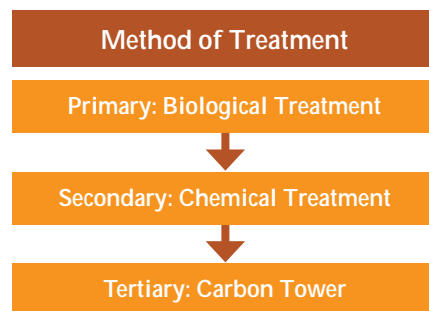 Method of Treatment
Primary: Biological Treatment
Secondary: Chemical Treatment
Tertiary: Carbon Tower